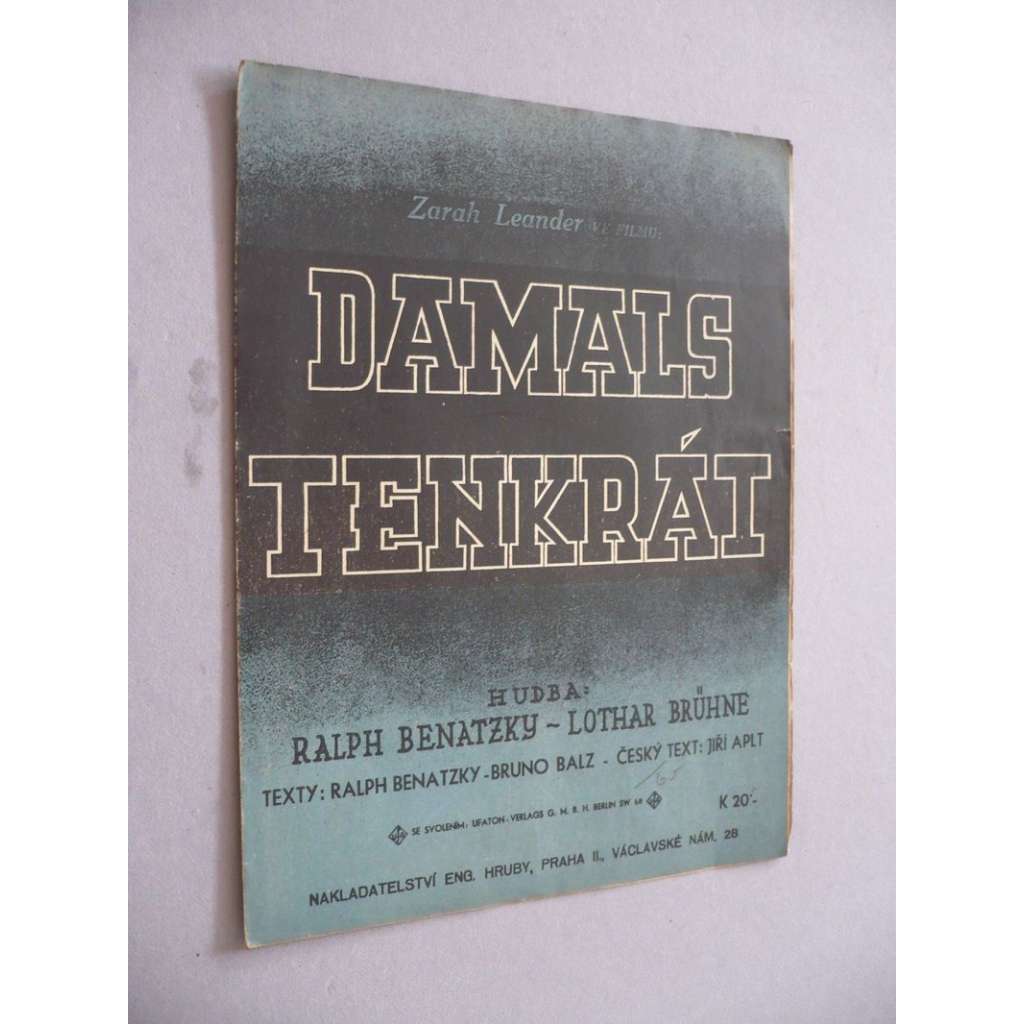 Zarah Leander VE FILMU:
DAMALS
TENKRÁT
HUDBA:
RALPH BENATZKY ~ LOTHAR BRÜHNE
TEXTY: RALPH BENATZKY - BRUNO BALZ - ČESKÝ TEXT: JIŘÍ APLT
SE SVOLENÍM: UFATON-VERLAGS G. M. B. H. BERLIN SW 68
K 20·-
NAKLADATELSTVÍ ENG. HRUBY, PRAHA II., VÁCLAVSKÉ NÁM. 28